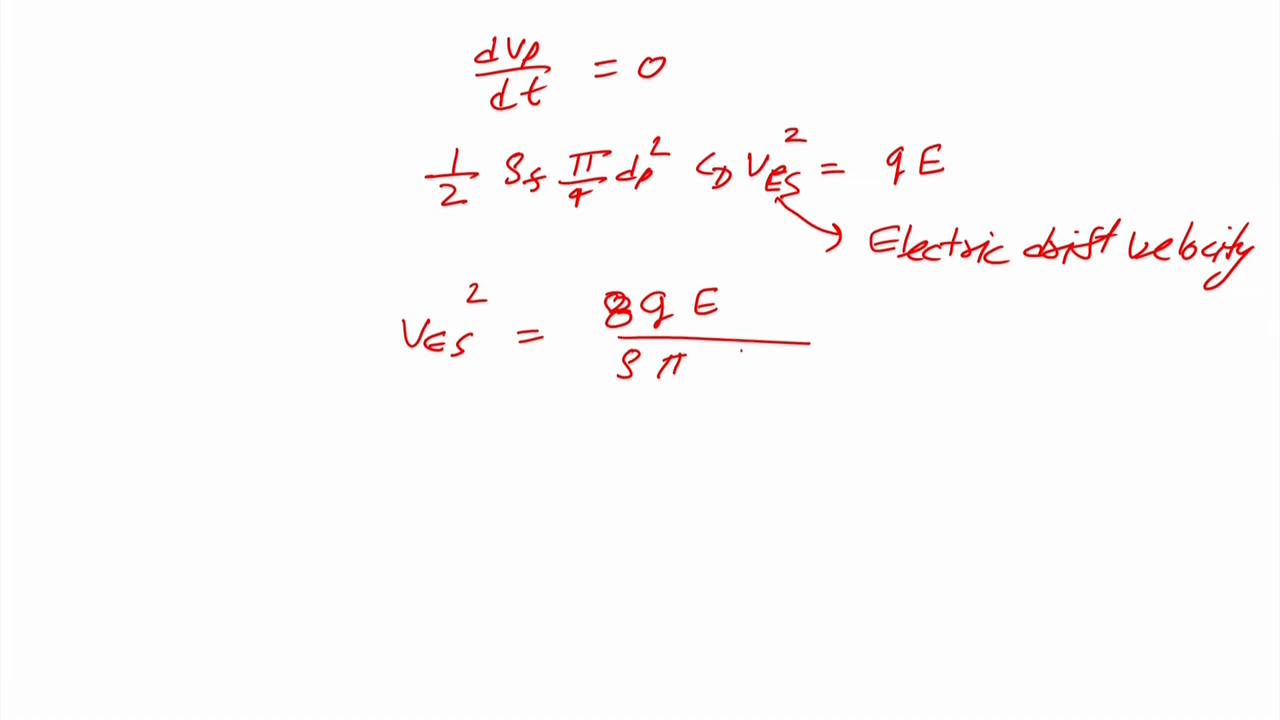 dVp/dt = 0
1/2 ρf π/4 dp² CD VES² = qE
Electric drift velocity
VES² = 8qE / ρπ